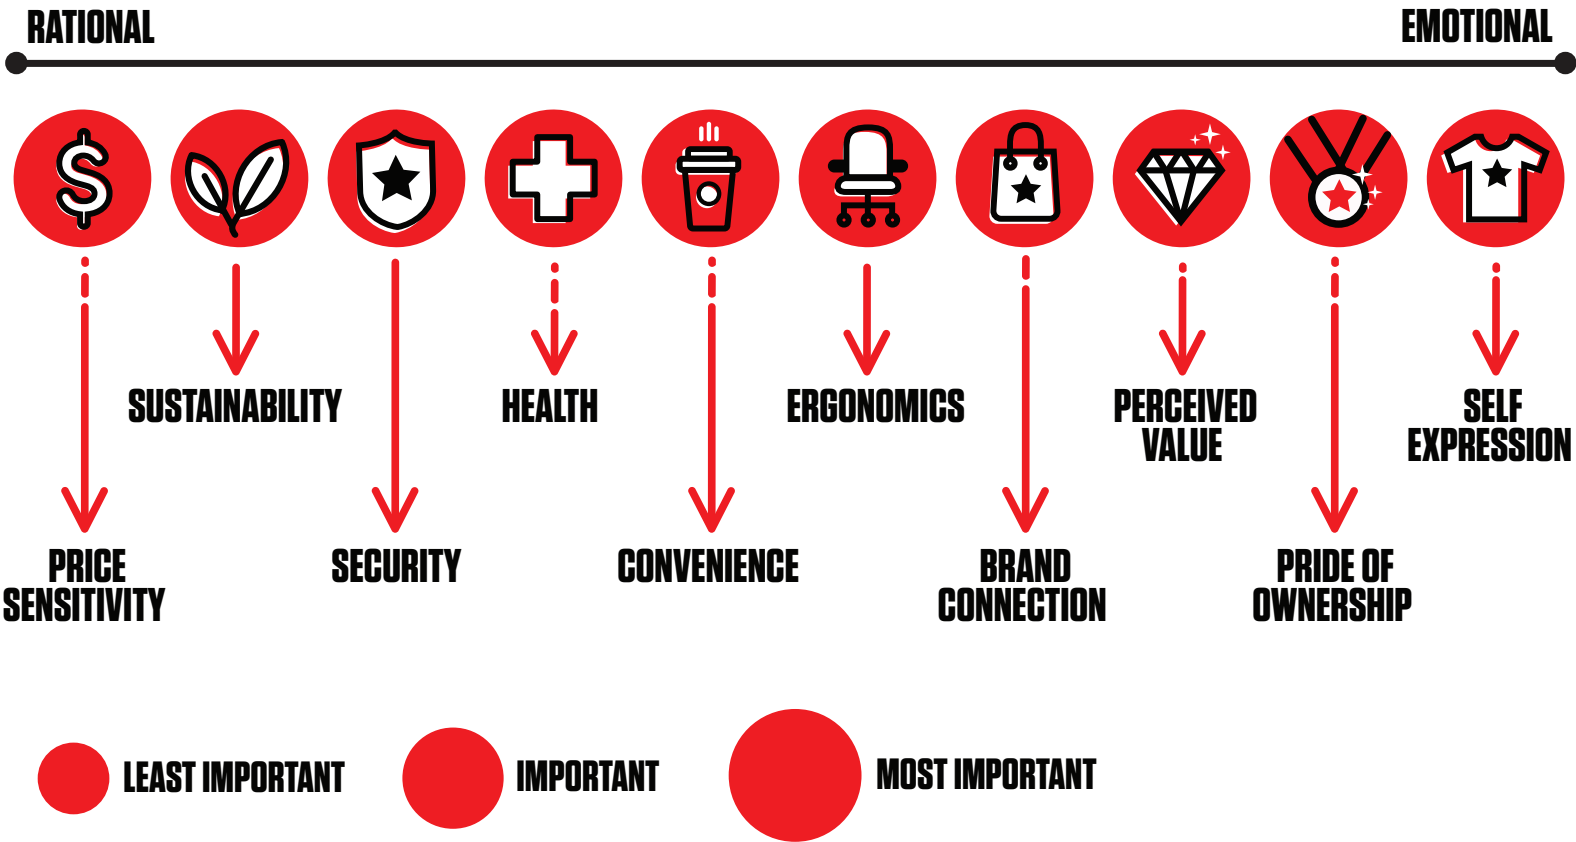 RATIONAL
EMOTIONAL
SUSTAINABILITY
HEALTH
ERGONOMICS
PERCEIVED
VALUE
SELF
EXPRESSION
PRICE
SENSITIVITY
SECURITY
CONVENIENCE
BRAND
CONNECTION
PRIDE OF
OWNERSHIP
LEAST IMPORTANT
IMPORTANT
MOST IMPORTANT